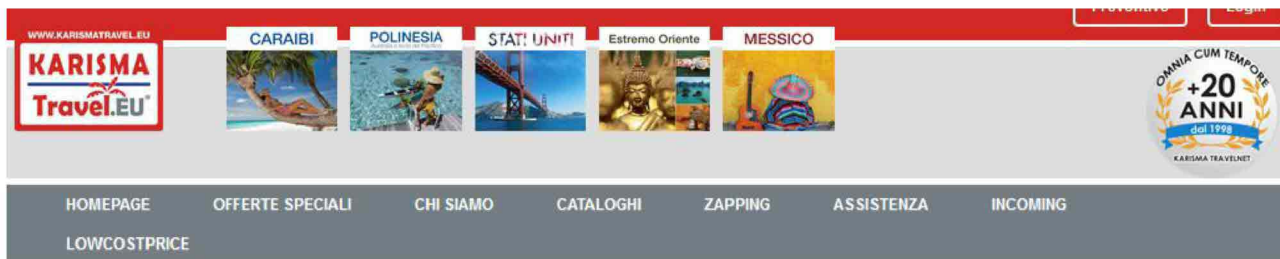 Preventivo
Login
WWW.KARISMATRAVEL.EU
KARISMA
Travel.EU
CARAIBI
POLINESIA
STATI UNITI
Estremo Oriente
MESSICO
OMNIA CUM TEMPORE
+20
ANNI
dal 1998
KARISMA TRAVELNET
HOMEPAGE OFFERTE SPECIALI CHI SIAMO CATALOGHI ZAPPING ASSISTENZA INCOMING
LOWCOSTPRICE